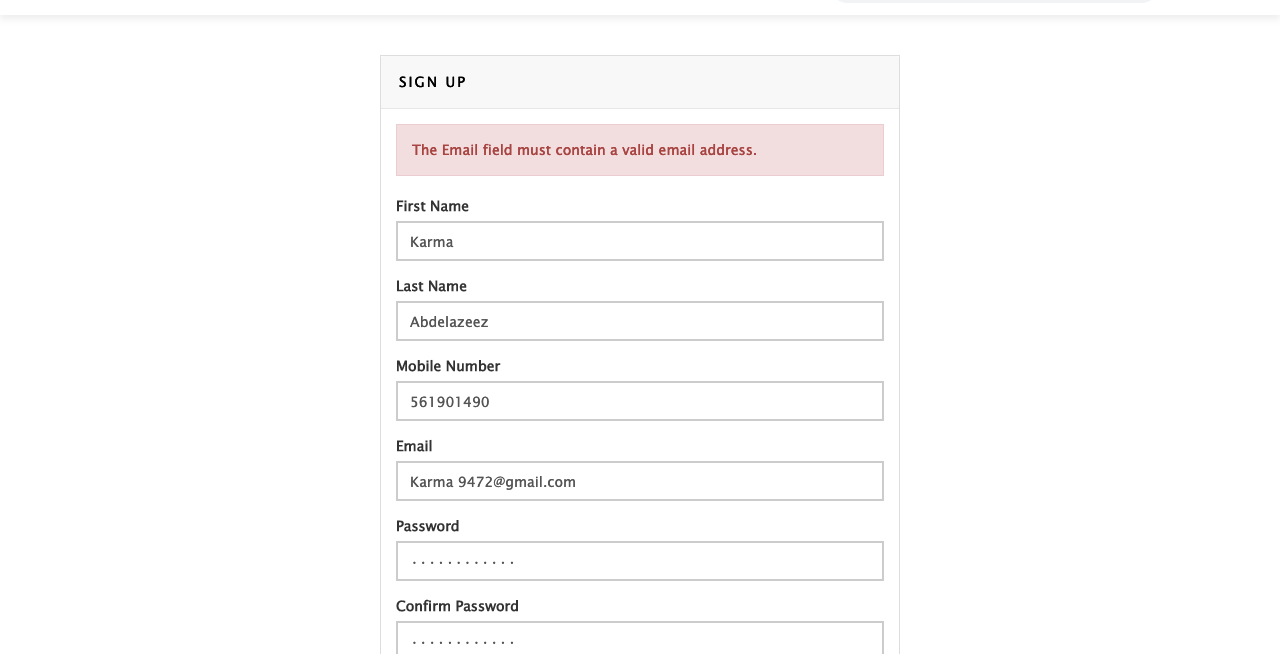 SIGN UP
The Email field must contain a valid email address.
First Name
Karma
Last Name
Abdelazeez
Mobile Number
561901490
Email
Karma 9472@gmail.com
Password
············
Confirm Password
············